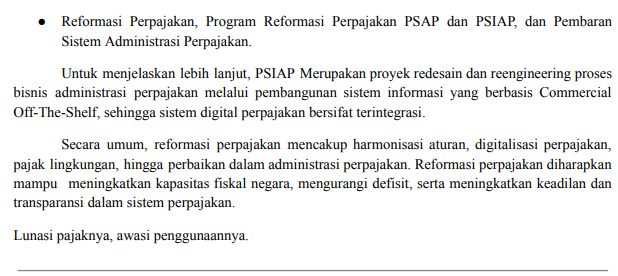 ● Reformasi Perpajakan, Program Reformasi Perpajakan PSAP dan PSIAP, dan Pembaran
Sistem Administrasi Perpajakan.
Untuk menjelaskan lebih lanjut, PSIAP Merupakan proyek redesain dan reengineering proses
bisnis administrasi perpajakan melalui pembangunan sistem informasi yang berbasis Commercial
Off-The-Shelf, sehingga sistem digital perpajakan bersifat terintegrasi.
Secara umum, reformasi perpajakan mencakup harmonisasi aturan, digitalisasi perpajakan,
pajak lingkungan, hingga perbaikan dalam administrasi perpajakan. Reformasi perpajakan diharapkan
mampu meningkatkan kapasitas fiskal negara, mengurangi defisit, serta meningkatkan keadilan dan
transparansi dalam sistem perpajakan.
Lunasi pajaknya, awasi penggunaannya.